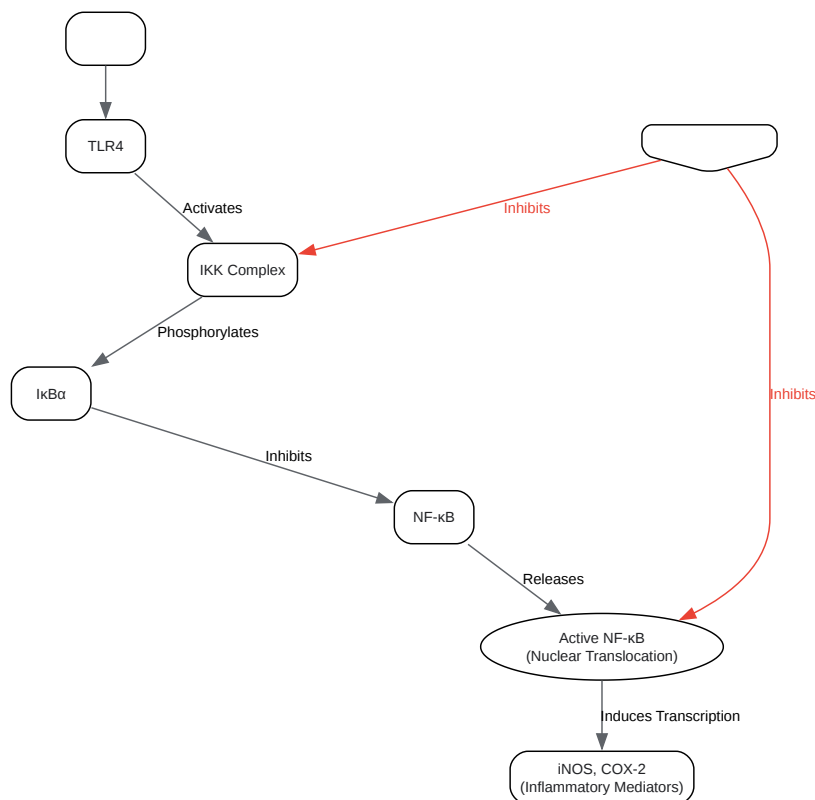 TLR4
Activates
Inhibits
IKK Complex
Phosphorylates
IκBα
Inhibits
Inhibits
NF-κB
Releases
Active NF-κB
(Nuclear Translocation)
Induces Transcription
iNOS, COX-2
(Inflammatory Mediators)